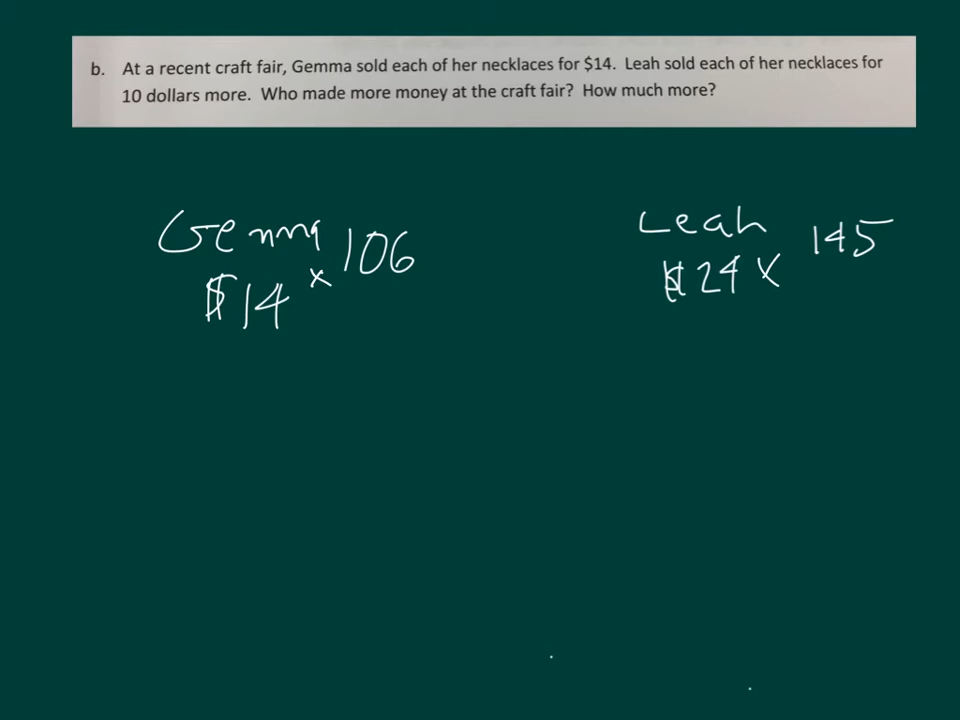 b. At a recent craft fair, Gemma sold each of her necklaces for $14. Leah sold each of her necklaces for
10 dollars more. Who made more money at the craft fair? How much more?
Gemma 106
$14 x
Leah 145
$24 x